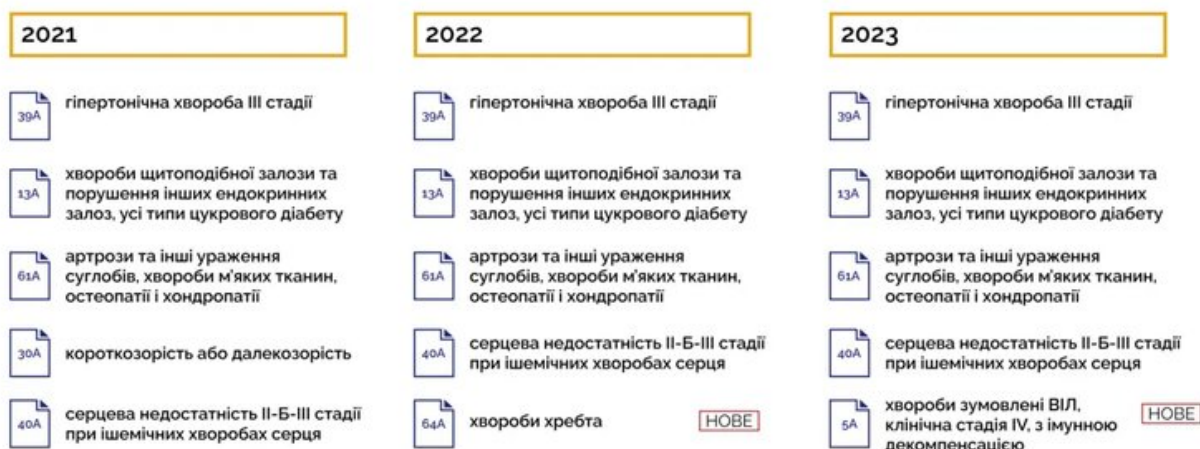 2021
39А
гіпертонічна хвороба III стадії
13А
хвороби щитоподібної залози та
порушення інших ендокринних
залоз, усі типи цукрового діабету
61А
артрози та інші ураження
суглобів, хвороби м'яких тканин,
остеопатії і хондропатії
30А
короткозорість або далекозорість
40А
серцева недостатність II-Б-III стадії
при ішемічних хворобах серця
2022
39А
гіпертонічна хвороба III стадії
13А
хвороби щитоподібної залози та
порушення інших ендокринних
залоз, усі типи цукрового діабету
61А
артрози та інші ураження
суглобів, хвороби м'яких тканин,
остеопатії і хондропатії
40А
серцева недостатність II-Б-III стадії
при ішемічних хворобах серця
64А
хвороби хребта
НОВЕ
2023
39А
гіпертонічна хвороба III стадії
13А
хвороби щитоподібної залози та
порушення інших ендокринних
залоз, усі типи цукрового діабету
61А
артрози та інші ураження
суглобів, хвороби м'яких тканин,
остеопатії і хондропатії
40А
серцева недостатність II-Б-III стадії
при ішемічних хворобах серця
5А
хвороби зумовлені ВІЛ,
клінічна стадія IV, з імунною
декомпенсацією
НОВЕ